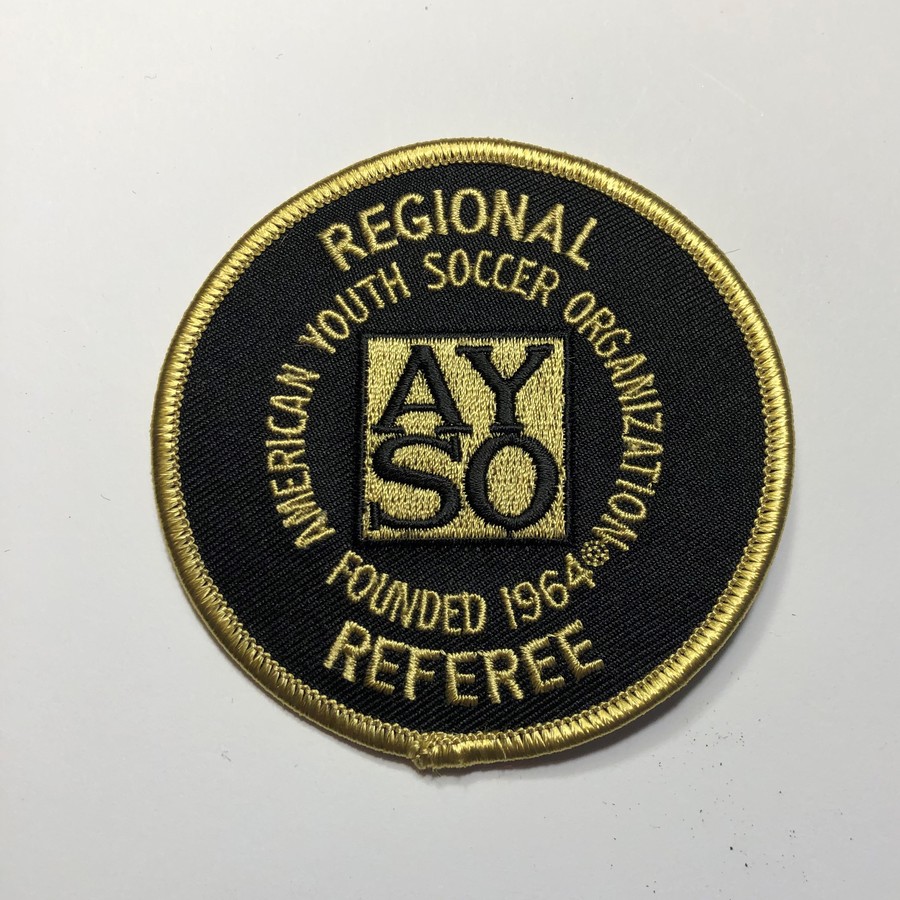 REGIONAL
AMERICAN YOUTH SOCCER ORGANIZATION
AY
SO
FOUNDED 1964
REFEREE